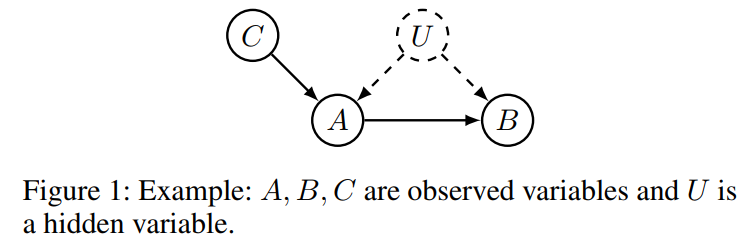 C
U
A
B
Figure 1: Example: A, B, C are observed variables and U is
a hidden variable.